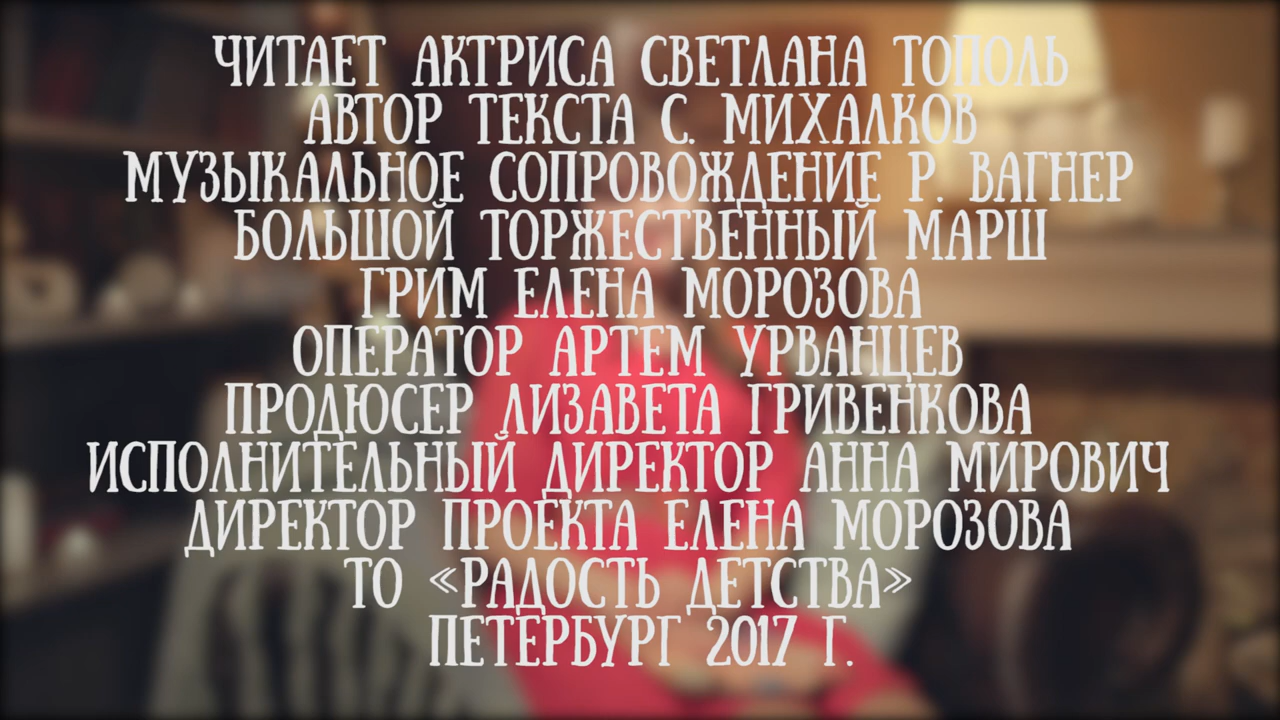 ЧИТАЕТ АКТРИСА СВЕТЛАНА ТОПОЛЬ
АВТОР ТЕКСТА С. МИХАЛКОВ
МУЗЫКАЛЬНОЕ СОПРОВОЖДЕНИЕ Р. ВАГНЕР
БОЛЬШОЙ ТОРЖЕСТВЕННЫЙ МАРШ
ГРИМ ЕЛЕНА МОРОЗОВА
ОПЕРАТОР АРТЕМ УРВАНЦЕВ
ПРОДЮСЕР ЛИЗАВЕТА ГРИВЕНКОВА
ИСПОЛНИТЕЛЬНЫЙ ДИРЕКТОР АННА МИРОВИЧ
ДИРЕКТОР ПРОЕКТА ЕЛЕНА МОРОЗОВА
ТО «РАДОСТЬ ДЕТСТВА»
ПЕТЕРБУРГ 2017 Г.